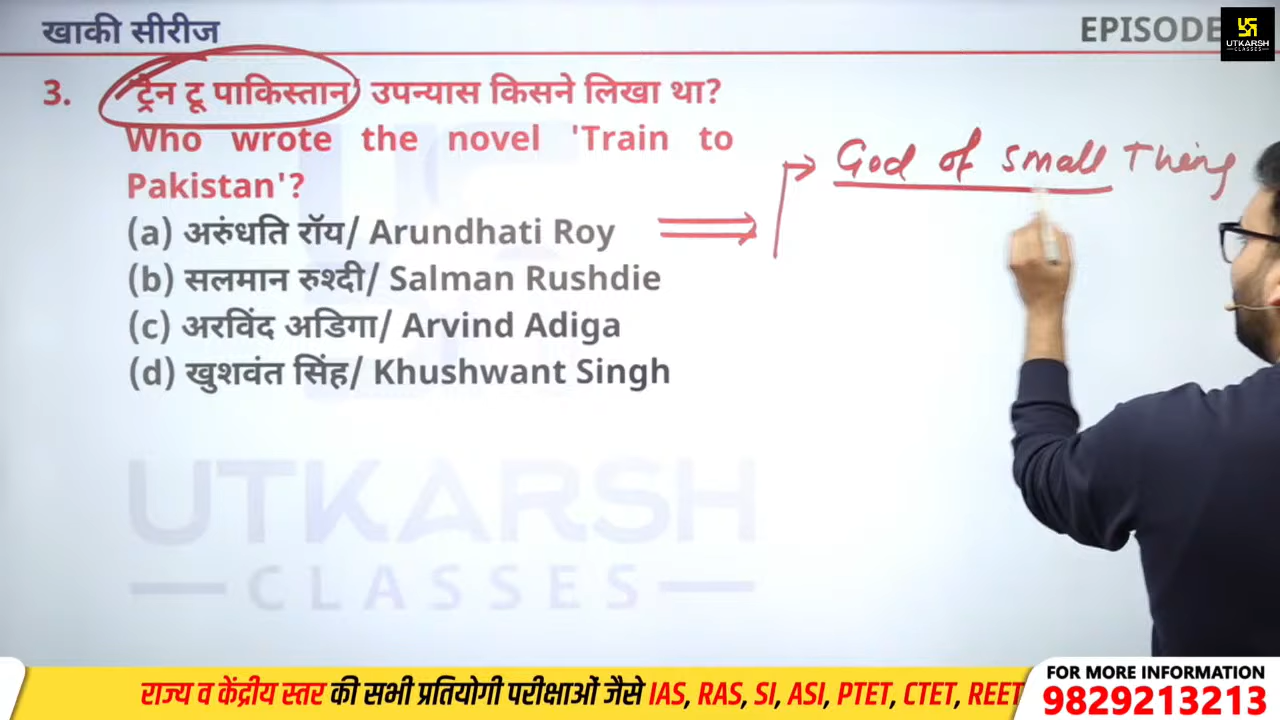 खाकी सीरीज
EPISODE
UTKARSH
CLASSES
3. 'ट्रेन टू पाकिस्तान' उपन्यास किसने लिखा था?
Who wrote the novel 'Train to
Pakistan'?
God of small Thing
(a) अरुंधति रॉय/ Arundhati Roy
(b) सलमान रुश्दी/ Salman Rushdie
(c) अरविंद अडिगा/ Arvind Adiga
(d) खुशवंत सिंह/ Khushwant Singh
UTKARSH
CLASSES
राज्य व केंद्रीय स्तर की सभी प्रतियोगी परीक्षाओं जैसे IAS, RAS, SI, ASI, PTET, CTET, REET
FOR MORE INFORMATION
9829213213